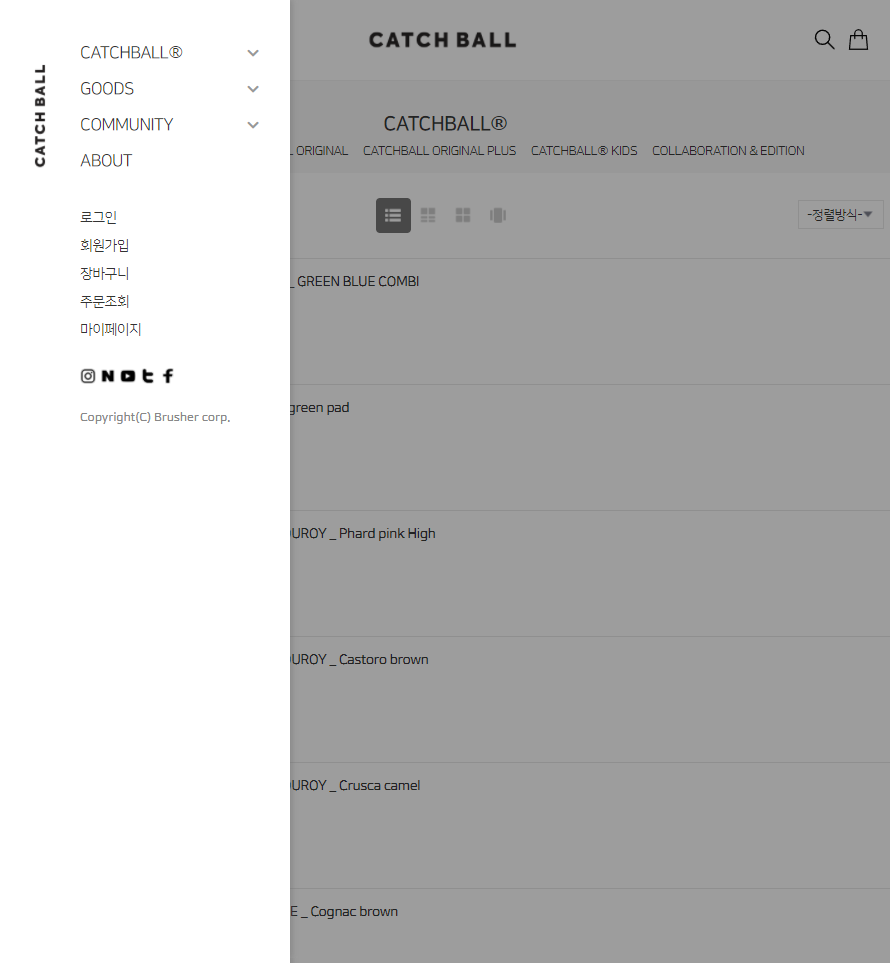 CATCH BALL
CATCHBALL®
GOODS
COMMUNITY
ABOUT
로그인
회원가입
장바구니
주문조회
마이페이지
Copyright(C) Brusher corp.
CATCH BALL
CATCHBALL®
ORIGINAL CATCHBALL ORIGINAL PLUS CATCHBALL® KIDS COLLABORATION & EDITION
-정렬방식-
_ GREEN BLUE COMBI
green pad
_ Phard pink High
_ Castoro brown
_ Crusca camel
_ Cognac brown